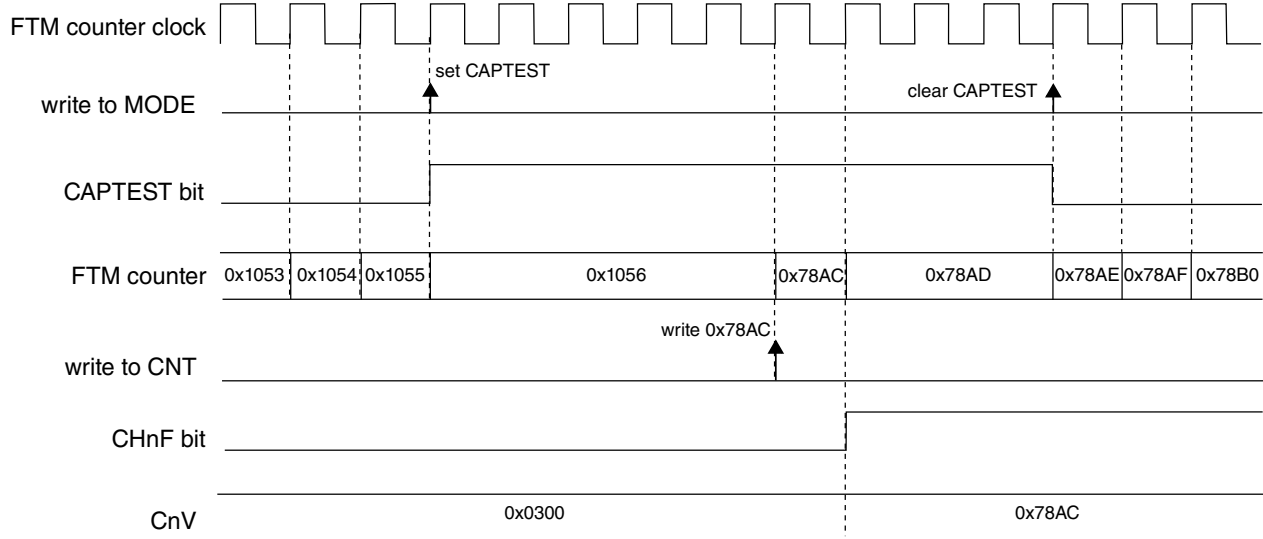 FTM counter clock
set CAPTEST
write to MODE
clear CAPTEST
CAPTEST bit
FTM counter 0x1053 0x1054 0x1055 0x1056 0x78AC 0x78AD 0x78AE 0x78AF 0x78B0
write 0x78AC
write to CNT
CHnF bit
CnV 0x0300 0x78AC